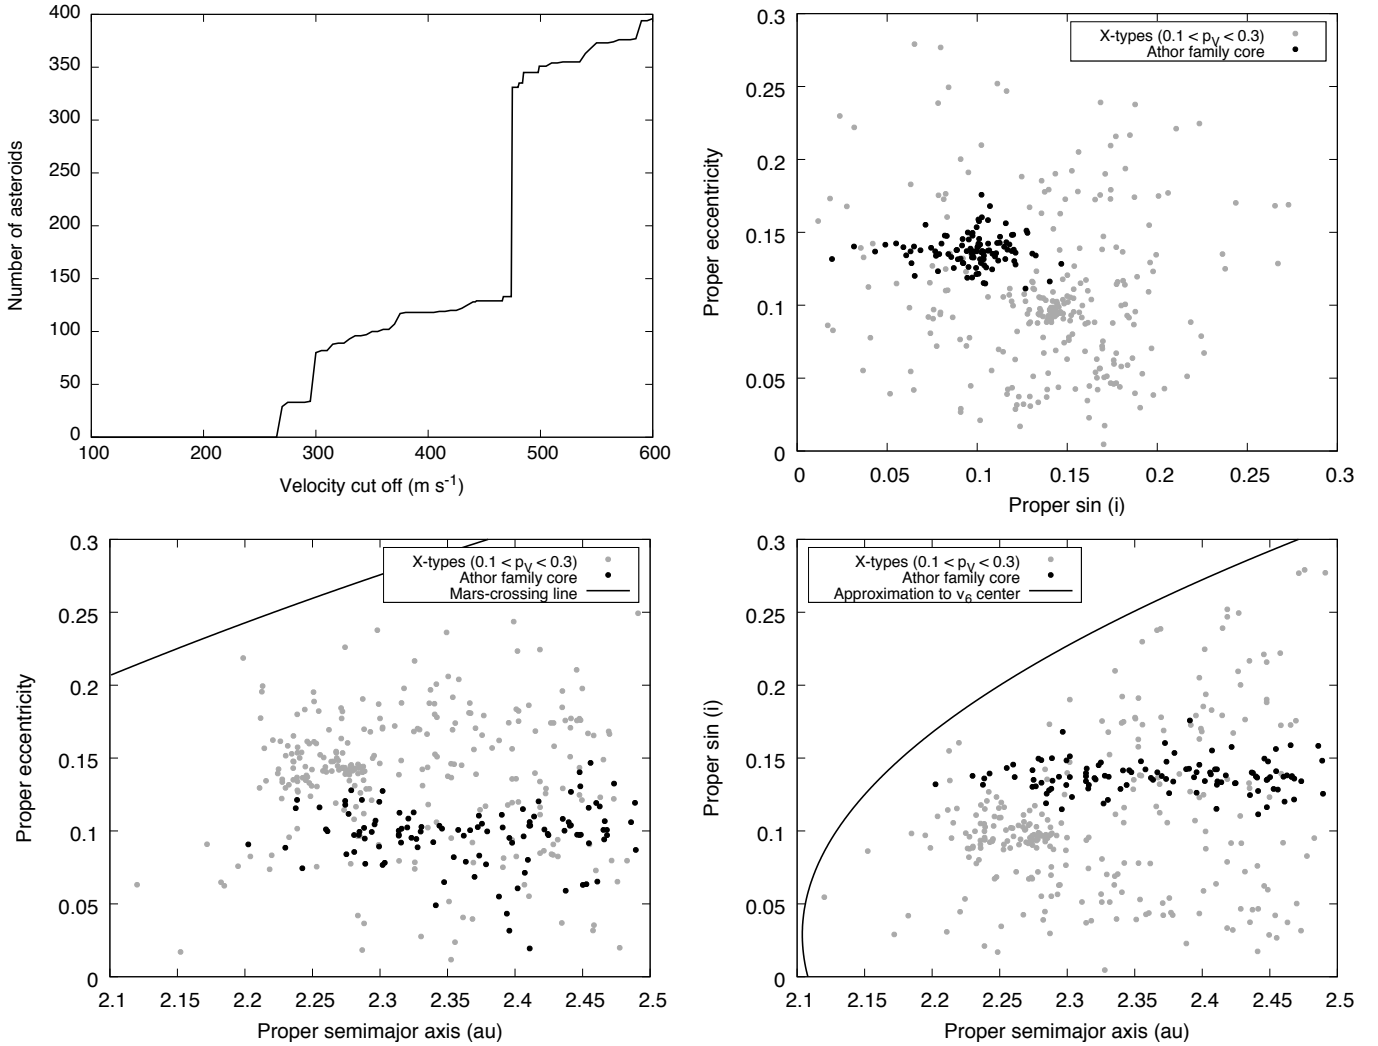 400
350
300
250
200
150
100
50
0
100 200 300 400 500 600
Number of asteroids
Velocity cut off (m s-1)
0.3
0.25
0.2
0.15
0.1
0.05
0
0 0.05 0.1 0.15 0.2 0.25 0.3
Proper eccentricity
Proper sin (i)
X-types (0.1 < pV < 0.3)
Athor family core
0.3
0.25
0.2
0.15
0.1
0.05
0
2.1 2.15 2.2 2.25 2.3 2.35 2.4 2.45 2.5
Proper eccentricity
Proper semimajor axis (au)
X-types (0.1 < pV < 0.3)
Athor family core
Mars-crossing line
0.3
0.25
0.2
0.15
0.1
0.05
0
2.1 2.15 2.2 2.25 2.3 2.35 2.4 2.45 2.5
Proper sin (i)
Proper semimajor axis (au)
X-types (0.1 < pV < 0.3)
Athor family core
Approximation to ν6 center